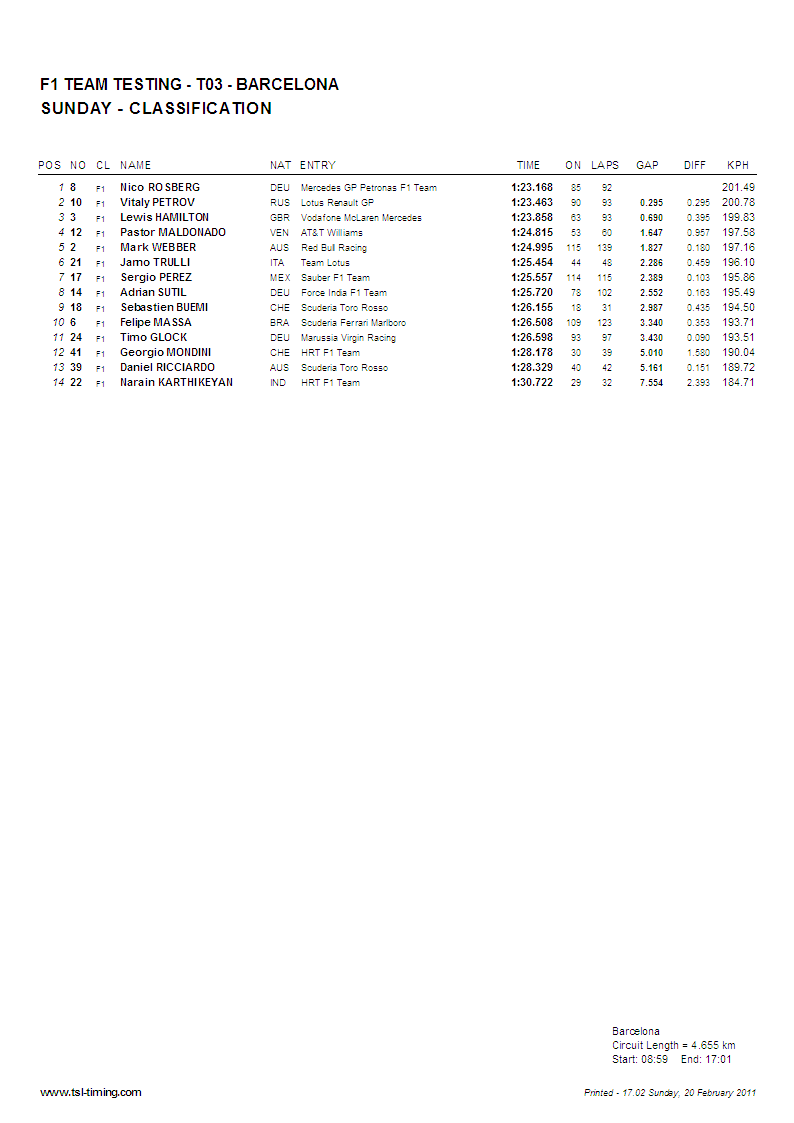 F1 TEAM TESTING - T03 - BARCELONA
SUNDAY - CLASSIFICATION
POS NO CL NAME NAT ENTRY TIME ON LAPS GAP DIFF KPH
1 8 F1 Nico ROSBERG DEU Mercedes GP Petronas F1 Team 1:23.168 85 92 201.49
2 10 F1 Vitaly PETROV RUS Lotus Renault GP 1:23.463 90 93 0.295 0.295 200.78
3 3 F1 Lewis HAMILTON GBR Vodafone McLaren Mercedes 1:23.858 63 93 0.690 0.395 199.83
4 12 F1 Pastor MALDONADO VEN AT&T Williams 1:24.815 53 60 1.647 0.957 197.58
5 2 F1 Mark WEBBER AUS Red Bull Racing 1:24.995 115 139 1.827 0.180 197.16
6 21 F1 Jarno TRULLI ITA Team Lotus 1:25.454 44 48 2.286 0.459 196.10
7 17 F1 Sergio PEREZ MEX Sauber F1 Team 1:25.557 114 115 2.389 0.103 195.86
8 14 F1 Adrian SUTIL DEU Force India F1 Team 1:25.720 78 102 2.552 0.163 195.49
9 18 F1 Sebastien BUEMI CHE Scuderia Toro Rosso 1:26.155 18 31 2.987 0.435 194.50
10 6 F1 Felipe MASSA BRA Scuderia Ferrari Marlboro 1:26.508 109 123 3.340 0.353 193.71
11 24 F1 Timo GLOCK DEU Marussia Virgin Racing 1:26.598 93 97 3.430 0.090 193.51
12 41 F1 Georgio MONDINI CHE HRT F1 Team 1:28.178 30 39 5.010 1.580 190.04
13 39 F1 Daniel RICCIARDO AUS Scuderia Toro Rosso 1:28.329 40 42 5.161 0.151 189.72
14 22 F1 Narain KARTHIKEYAN IND HRT F1 Team 1:30.722 29 32 7.554 2.393 184.71
Barcelona
Circuit Length = 4.655 km
Start: 08:59 End: 17:01
www.tsl-timing.com Printed - 17.02 Sunday, 20 February 2011